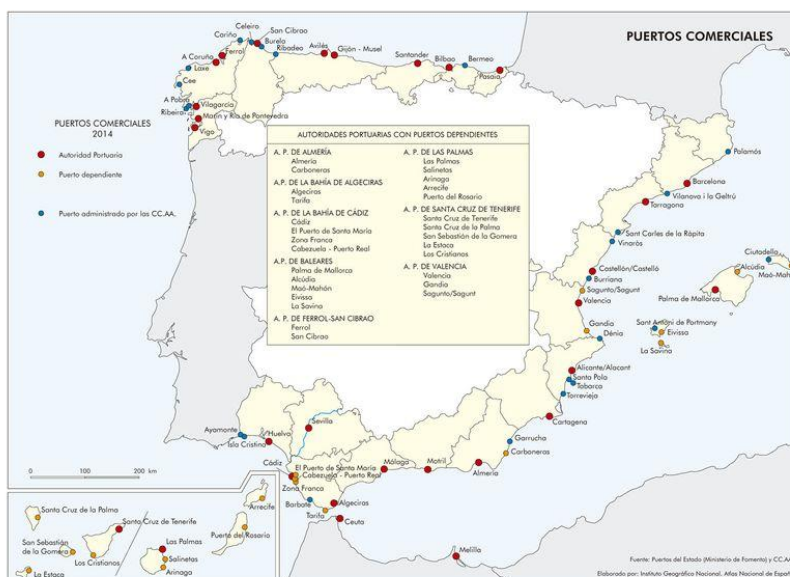 PUERTOS COMERCIALES
San Cibrao
Celeiro
Cariño
Burela
Ferrol
Ribadeo
Avilés
Gijón - Musel
Santander
Bilbao
Bermeo
Pasaia
A Coruña
Laxe
Cee
A Pobra
Ribeira
Vilagarcía
Marín y Ría de Pontevedra
Vigo
PUERTOS COMERCIALES
2014
Autoridad Portuaria
Puerto dependiente
Puerto administrado por las CC.AA.
AUTORIDADES PORTUARIAS CON PUERTOS DEPENDIENTES
A. P. DE ALMERÍA
Almería
Carboneras
A. P. DE LA BAHÍA DE ALGECIRAS
Algeciras
Tarifa
A. P. DE LA BAHÍA DE CÁDIZ
Cádiz
El Puerto de Santa María
Zona Franca
Cabezuela - Puerto Real
A.P. DE BALEARES
Palma de Mallorca
Alcúdia
Maó-Mahón
Eivissa
La Savina
A. P. DE FERROL-SAN CIBRAO
Ferrol
San Cibrao
A. P. DE LAS PALMAS
Las Palmas
Salinetas
Arinaga
Arrecife
Puerto del Rosario
A. P. DE SANTA CRUZ DE TENERIFE
Santa Cruz de Tenerife
Santa Cruz de la Palma
San Sebastián de la Gomera
La Estaca
Los Cristianos
A. P. DE VALENCIA
Valencia
Gandia
Sagunto/Sagunt
Palamós
Barcelona
Vilanova i la Geltrú
Tarragona
Sant Carles de la Ràpita
Vinaròs
Castellón/Castelló
Burriana
Sagunto/Sagunt
Valencia
Gandia
Dénia
Ciutadella
Alcúdia
Maó-Mah
Palma de Mallorca
Sant Antoni de Portmany
Eivissa
La Savina
Alicante/Alacant
Santa Pola
Tabarca
Torrevieja
Cartagena
Garrucha
Carboneras
Almería
Motril
Málaga
Sevilla
Huelva
Ayamonte
Isla Cristina
Cádiz
El Puerto de Santa María
Cabezuela - Puerto Real
Zona Franca
Barbate
Tarifa
Algeciras
Ceuta
Melilla
0 100 200 km
Santa Cruz de la Palma
Santa Cruz de Tenerife
San Sebastián
de la Gomera
Los Cristianos
La Estaca
Las Palmas
Salinetas
Arinaga
Arrecife
Puerto del Rosario
Fuente: Puertos del Estado (Ministerio de Fomento) y CC.AA
Elaborado por: Instituto Geográfico Nacional. Atlas Nacional de Españ